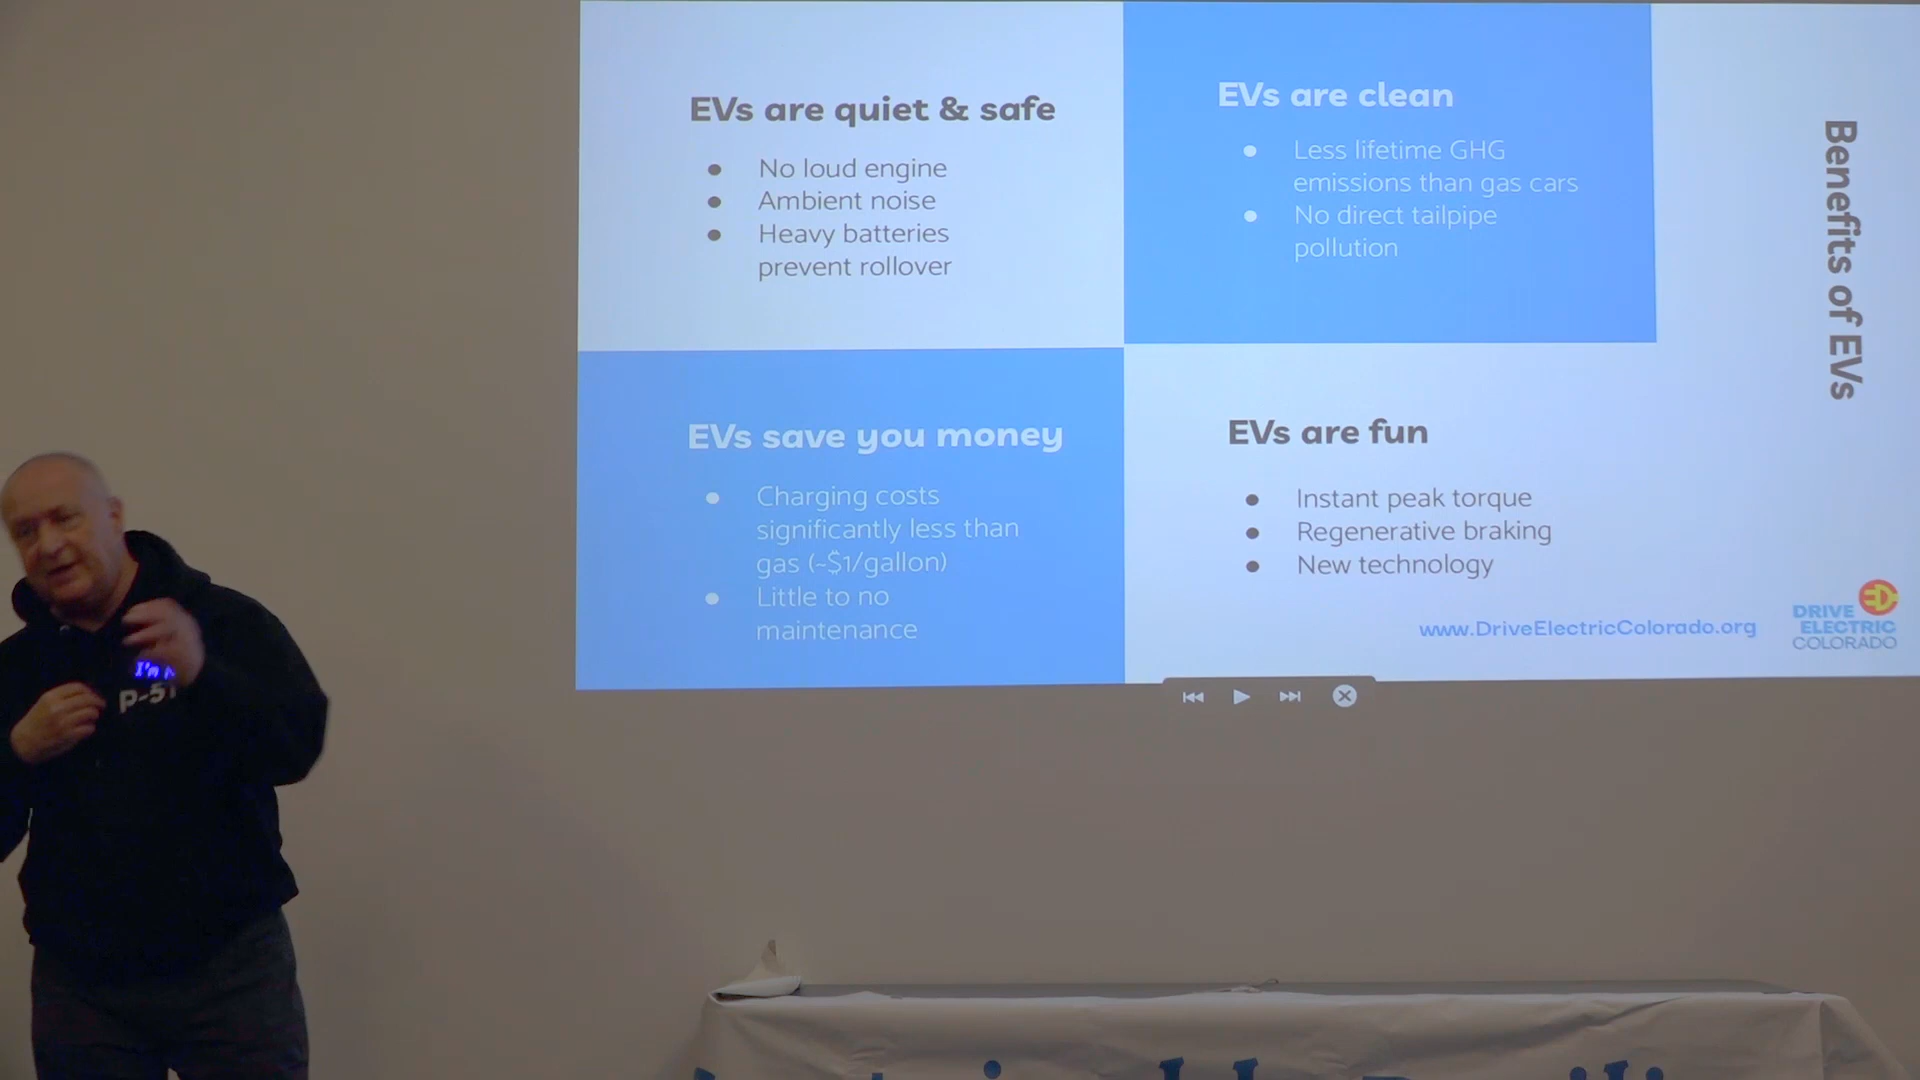 EVs are quiet & safe
● No loud engine
● Ambient noise
● Heavy batteries
prevent rollover
EVs are clean
● Less lifetime GHG
emissions than gas cars
● No direct tailpipe
pollution
EVs save you money
● Charging costs
significantly less than
gas (~$1/gallon)
● Little to no
maintenance
EVs are fun
● Instant peak torque
● Regenerative braking
● New technology
Benefits of EVs
www.DriveElectricColorado.org
DRIVE
ELECTRIC
COLORADO
I'm
P-51